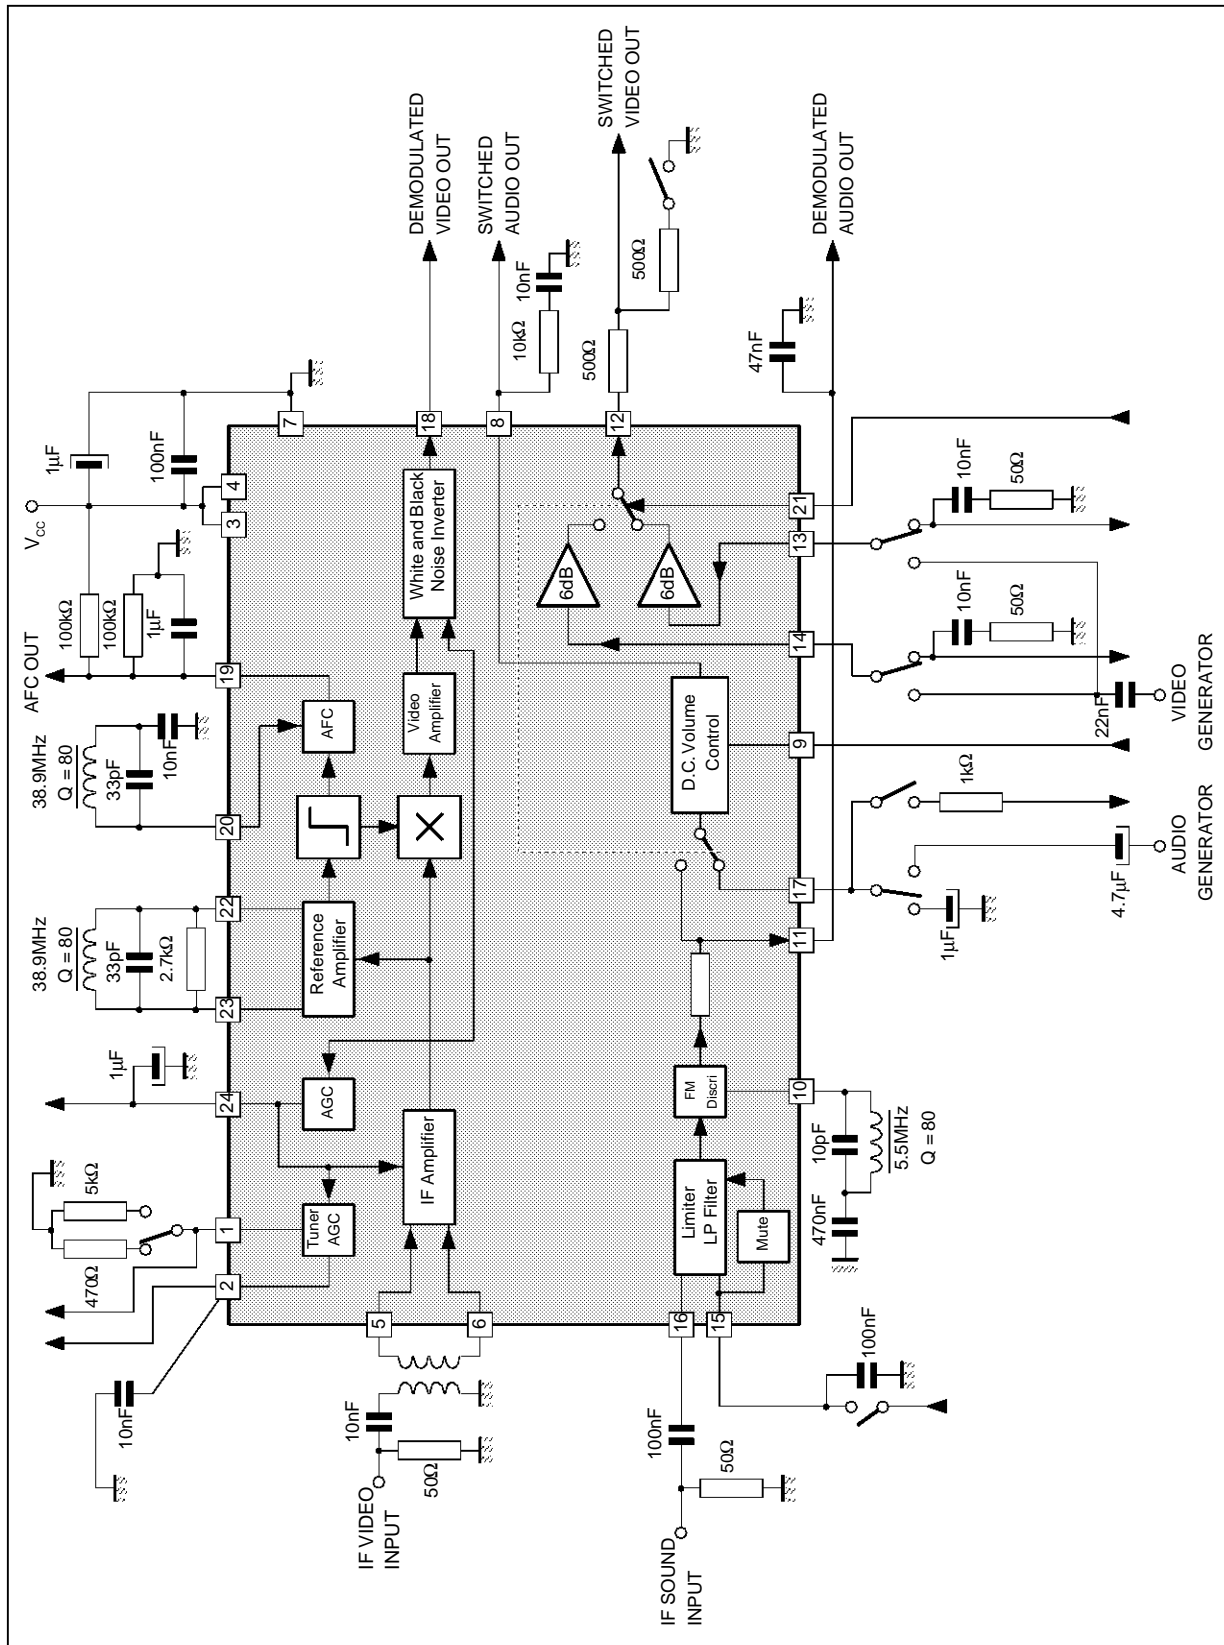 10nF
470Ω
5kΩ
1µF
38.9MHz
Q = 80
33pF
2.7kΩ
38.9MHz
Q = 80
33pF
10nF
AFC OUT
100kΩ
100kΩ
1µF
VCC
1µF
100nF
2
1
24
23
22
20
19
3
4
7
Tuner
AGC
AGC
Reference
Amplifier
AFC
IF Amplifier
Video
Amplifier
White and Black
Noise Inverter
18
DEMODULATED
VIDEO OUT
5
6
IF VIDEO
INPUT
10nF
50Ω
8
SWITCHED
AUDIO OUT
10kΩ
10nF
12
500Ω
500Ω
SWITCHED
VIDEO OUT
6dB
6dB
D.C. Volume
Control
FM
Discri
Limiter
LP Filter
Mute
16
15
IF SOUND
INPUT
100nF
50Ω
100nF
10
11
17
9
14
13
21
47nF
DEMODULATED
AUDIO OUT
470nF
10pF
5.5MHz
Q = 80
1µF
4.7µF
AUDIO
GENERATOR
1kΩ
10nF
50Ω
22nF
VIDEO
GENERATOR
10nF
50Ω